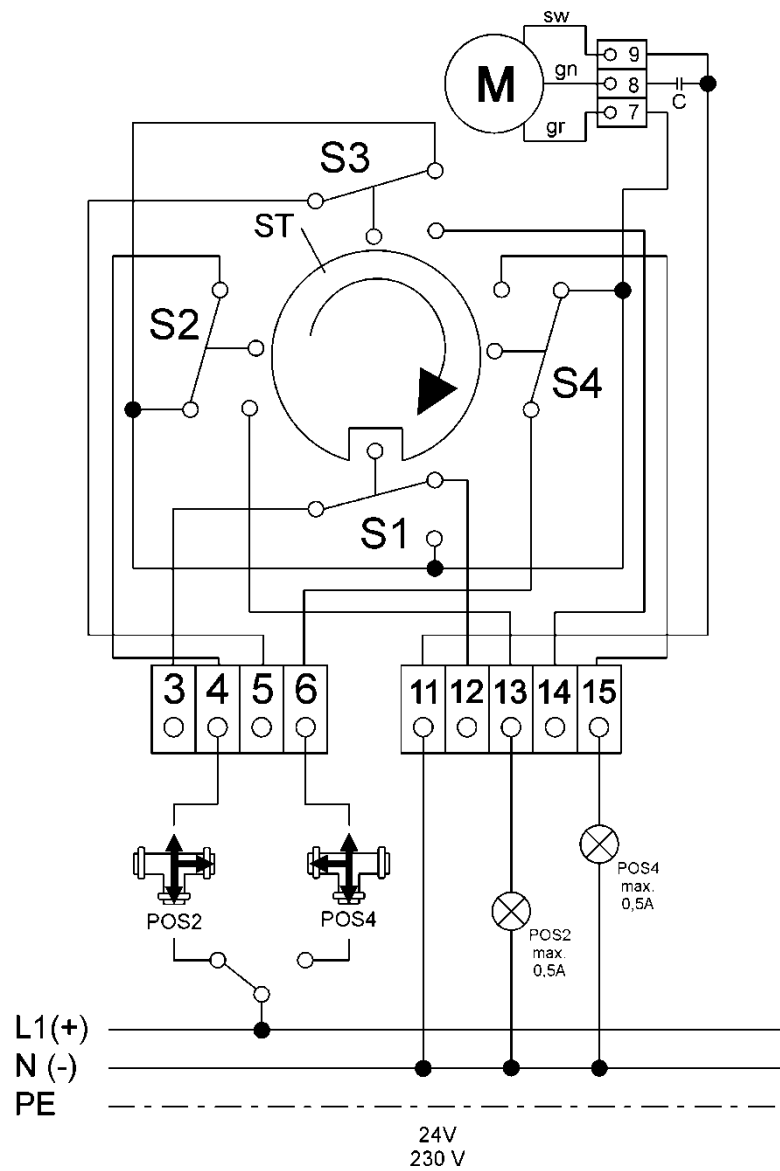 sw
9
gn
M
8
C
gr
7
S3
ST
S2
S4
S1
3 4 5 6 11 12 13 14 15
POS4
max.
0,5A
POS2 POS4
POS2
max.
0,5A
L1(+)
N (-)
PE
24V
230 V